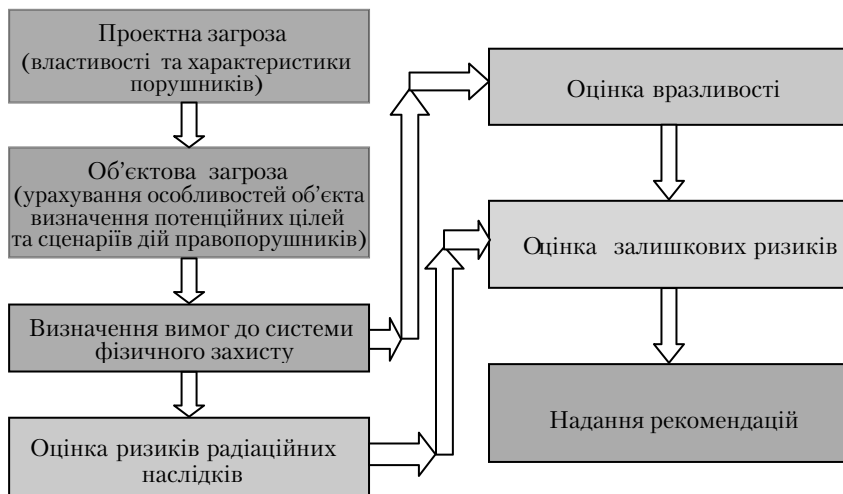 Проектна загроза
(властивості та характеристики
порушників)
Об’єктова загроза
(урахування особливостей об’єкта
визначення потенційних цілей
та сценаріїв дій правопорушників)
Визначення вимог до системи
фізичного захисту
Оцінка ризиків радіаційних
наслідків
Оцінка вразливості
Оцінка залишкових ризиків
Надання рекомендацій